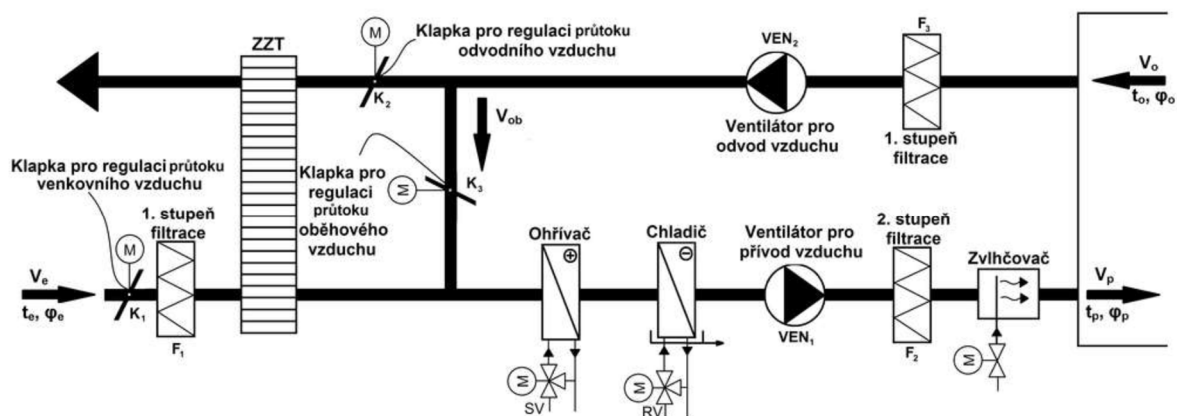 ZZT
M
Klapka pro regulaci průtoku
odvodního vzduchu
K2
VEN2
Ventilátor pro
odvod vzduchu
F3
1. stupeň
filtrace
Vo
to, φo
Vob
Klapka pro regulaci průtoku
venkovního vzduchu
M
1. stupeň
filtrace
Klapka pro
regulaci
průtoku
oběhového
vzduchu
M
K3
Ve
te, φe
K1
F1
Ohřívač
+
M
SV
Chladič
-
M
RV
Ventilátor pro
přívod vzduchu
VEN1
2. stupeň
filtrace
F2
Zvlhčovač
M
Vp
tp, φp